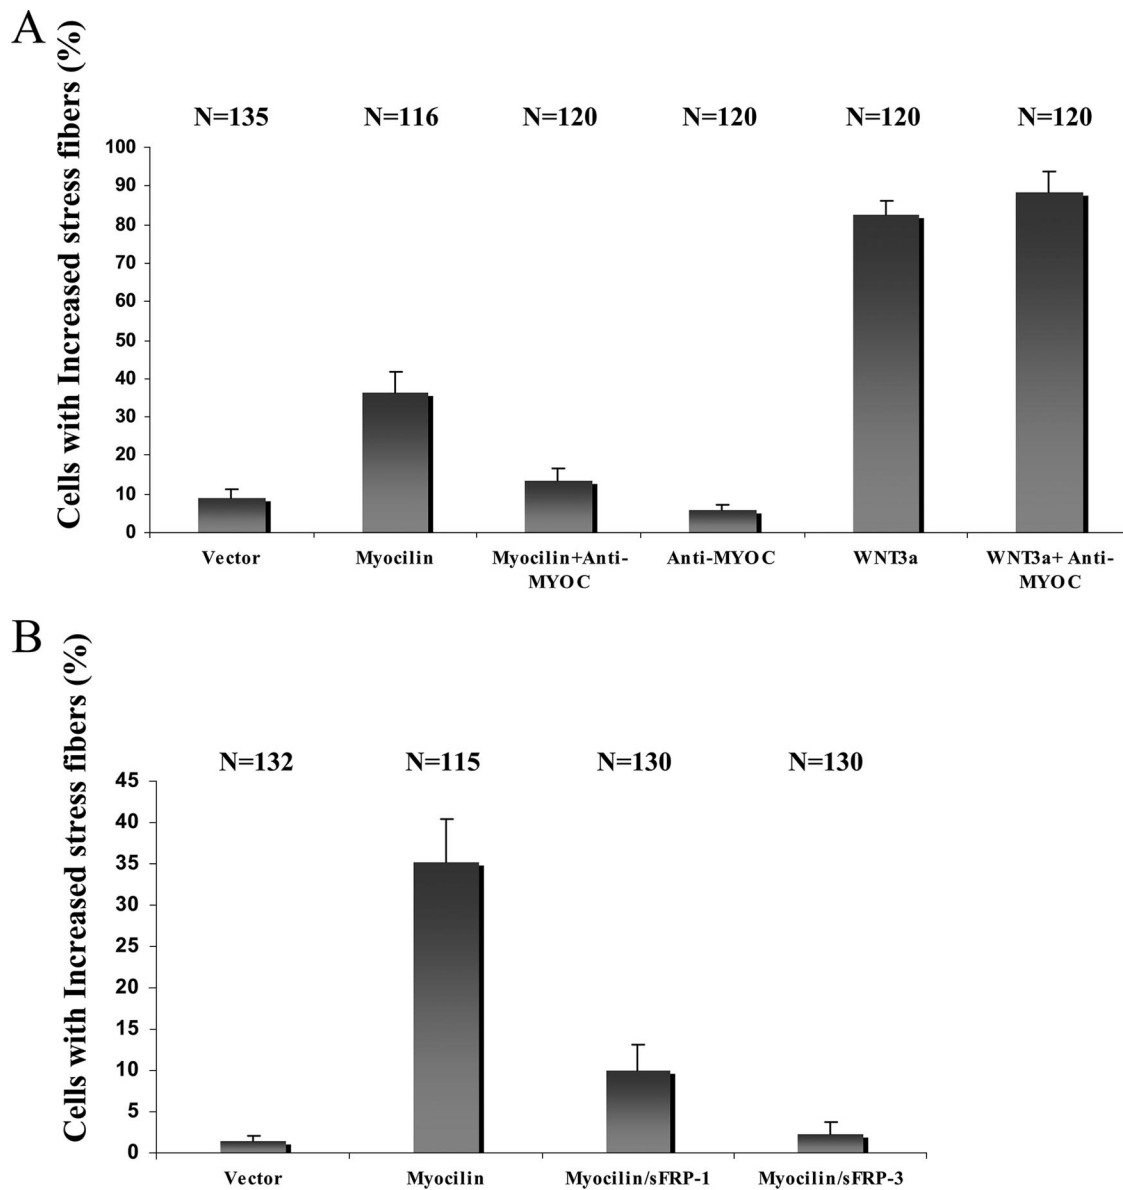 A
Cells with Increased stress fibers (%)
N=135 N=116 N=120 N=120 N=120 N=120
100
90
80
70
60
50
40
30
20
10
0
Vector Myocilin Myocilin+Anti- Anti-MYOC WNT3a WNT3a+ Anti-
MYOC MYOC
B
Cells with Increased stress fibers (%)
N=132 N=115 N=130 N=130
45
40
35
30
25
20
15
10
5
0
Vector Myocilin Myocilin/sFRP-1 Myocilin/sFRP-3